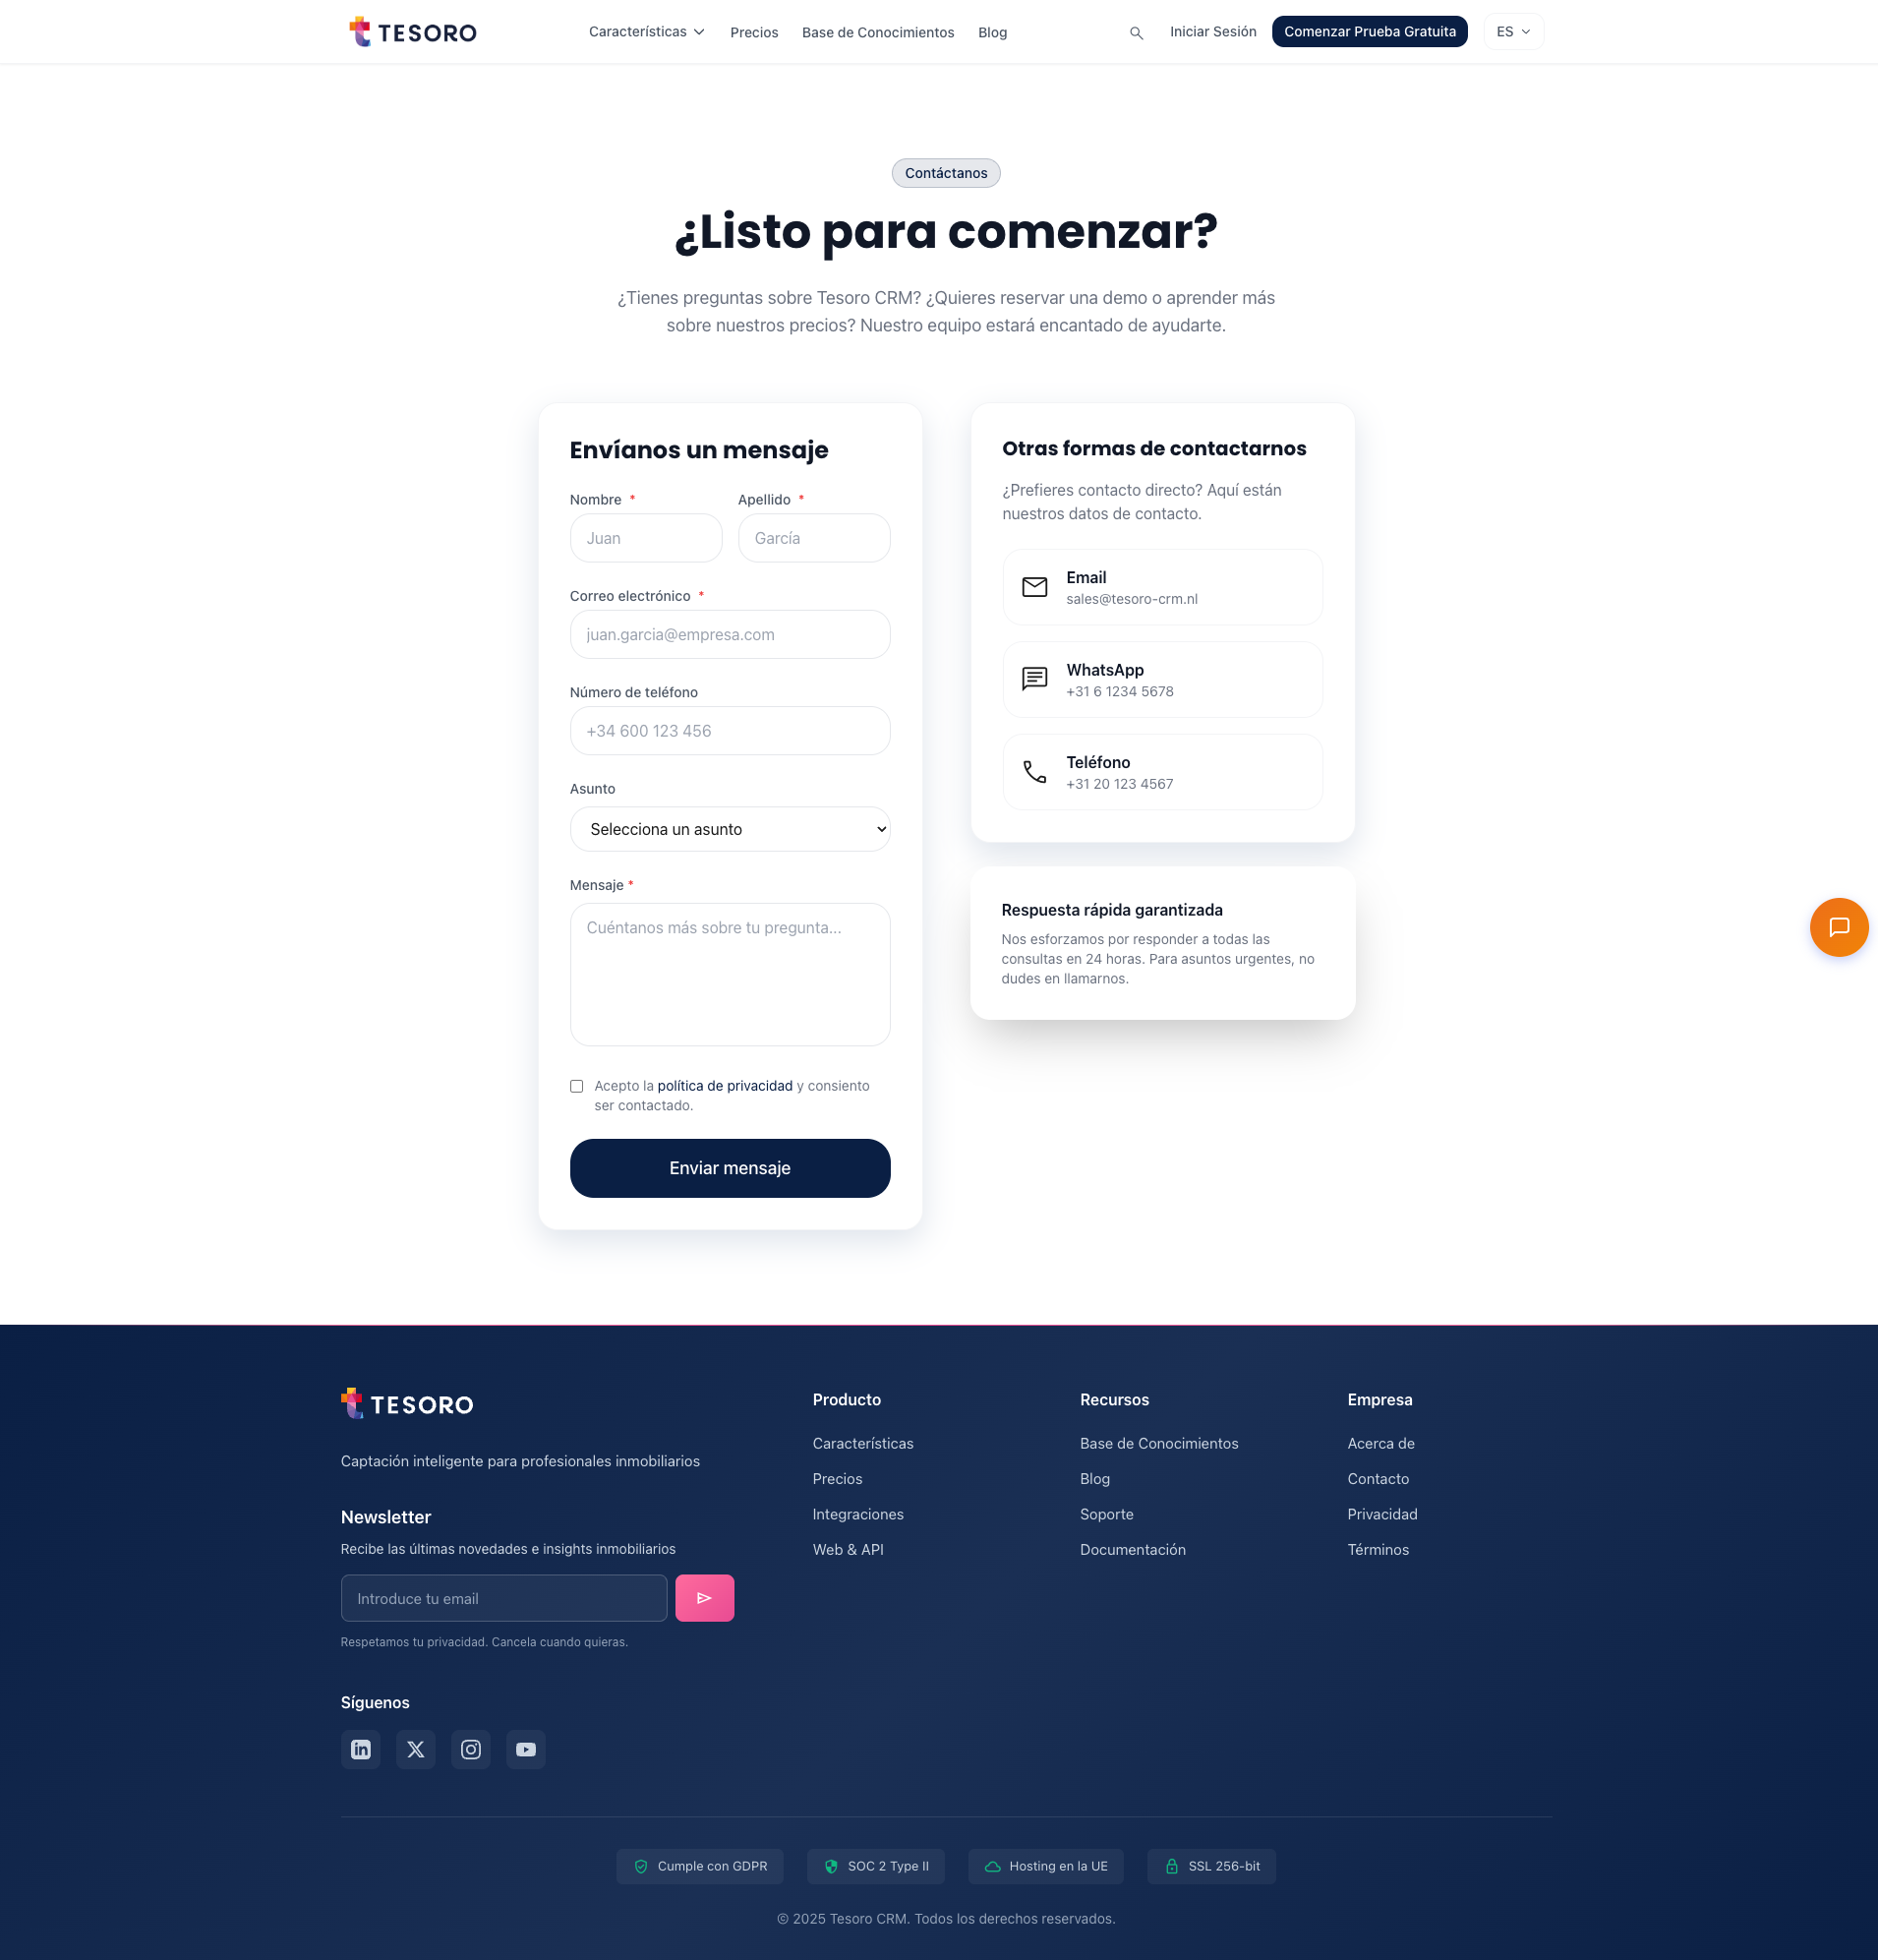 TESORO
Características
Precios
Base de Conocimientos
Blog
Iniciar Sesión
Comenzar Prueba Gratuita
ES
Contáctanos
¿Listo para comenzar?
¿Tienes preguntas sobre Tesoro CRM? ¿Quieres reservar una demo o aprender más
sobre nuestros precios? Nuestro equipo estará encantado de ayudarte.
Envíanos un mensaje
Nombre *
Apellido *
Juan
García
Correo electrónico *
juan.garcia@empresa.com
Número de teléfono
+34 600 123 456
Asunto
Selecciona un asunto
Mensaje *
Cuéntanos más sobre tu pregunta...
Acepto la política de privacidad y consiento
ser contactado.
Enviar mensaje
Otras formas de contactarnos
¿Prefieres contacto directo? Aquí están
nuestros datos de contacto.
Email
sales@tesoro-crm.nl
WhatsApp
+31 6 1234 5678
Teléfono
+31 20 123 4567
Respuesta rápida garantizada
Nos esforzamos por responder a todas las
consultas en 24 horas. Para asuntos urgentes, no
dudes en llamarnos.
TESORO
Captación inteligente para profesionales inmobiliarios
Newsletter
Recibe las últimas novedades e insights inmobiliarios
Introduce tu email
Respetamos tu privacidad. Cancela cuando quieras.
Síguenos
Producto
Características
Precios
Integraciones
Web & API
Recursos
Base de Conocimientos
Blog
Soporte
Documentación
Empresa
Acerca de
Contacto
Privacidad
Términos
Cumple con GDPR
SOC 2 Type II
Hosting en la UE
SSL 256-bit
© 2025 Tesoro CRM. Todos los derechos reservados.